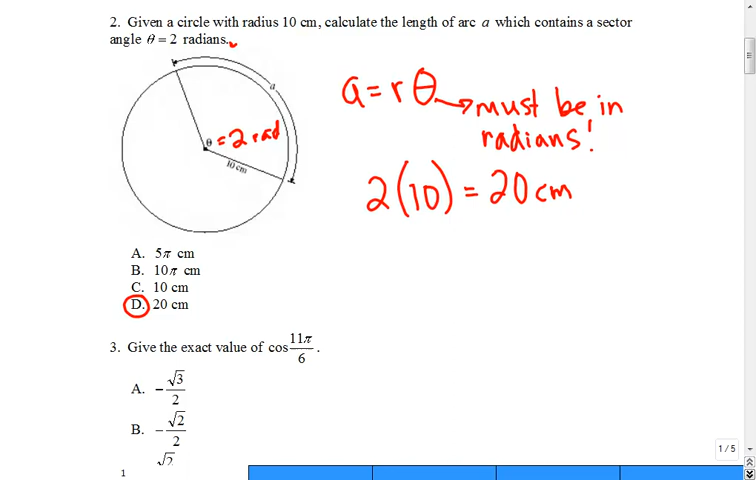 2. Given a circle with radius 10 cm, calculate the length of arc a which contains a sector
angle θ = 2 radians.
a
θ = 2 rad
10 cm
a = r θ → must be in
radians!
2(10) = 20 cm
A. 5π cm
B. 10π cm
C. 10 cm
D. 20 cm
3. Give the exact value of cos 11π/6 .
A. -√3/2
B. -√2/2
√2
1
1 / 5